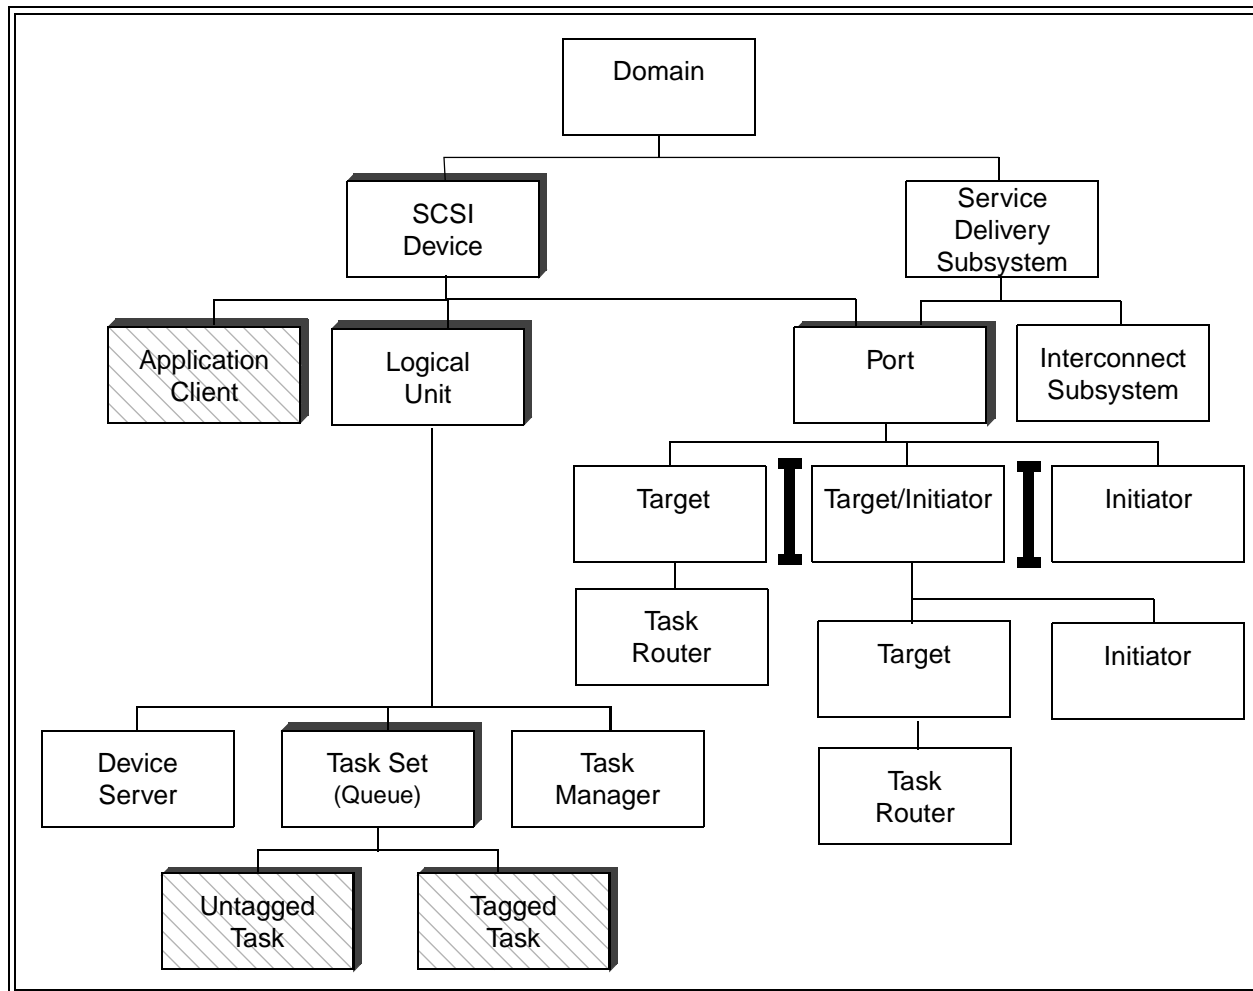 Domain
SCSI
Device
Service
Delivery
Subsystem
Application
Client
Logical
Unit
Port
Interconnect
Subsystem
Target
Target/Initiator
Initiator
Task
Router
Target
Initiator
Device
Server
Task Set
(Queue)
Task
Manager
Task
Router
Untagged
Task
Tagged
Task